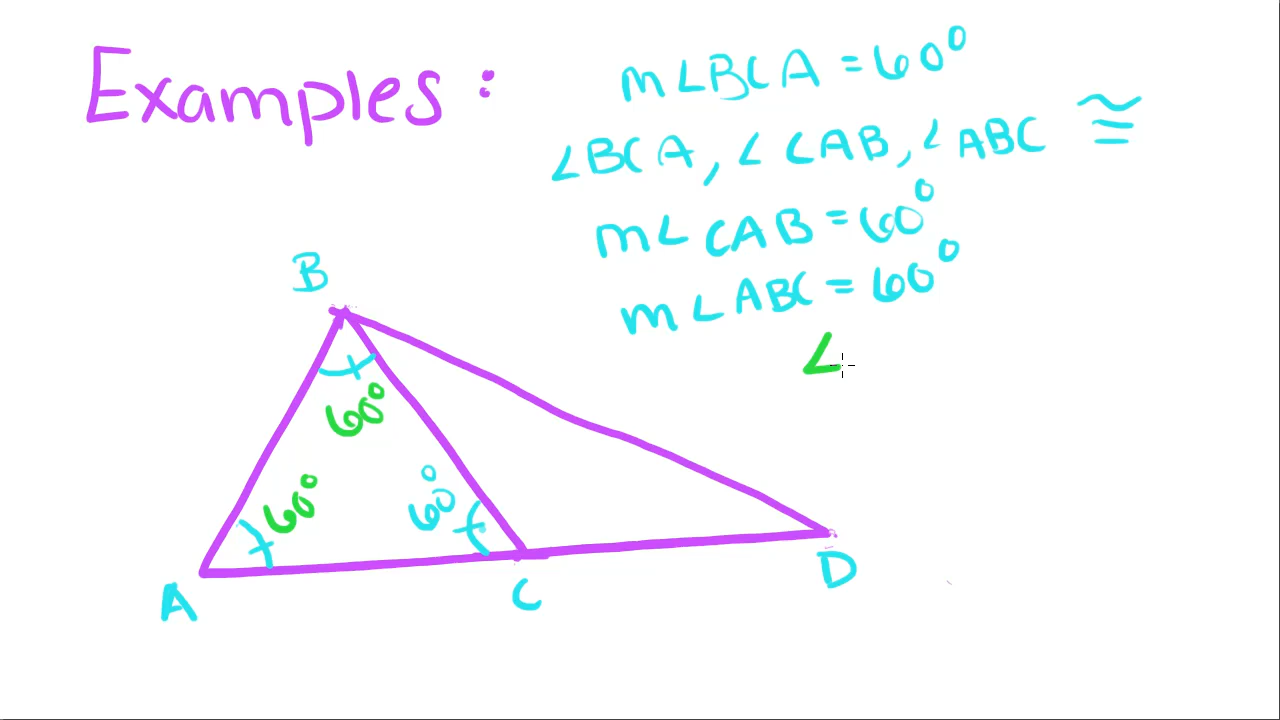 Examples:
m∠BCA = 60°
∠BCA, ∠CAB, ∠ABC ≅
m∠CAB = 60°
m∠ABC = 60°
∠
B
60°
60°
60°
A
C
D